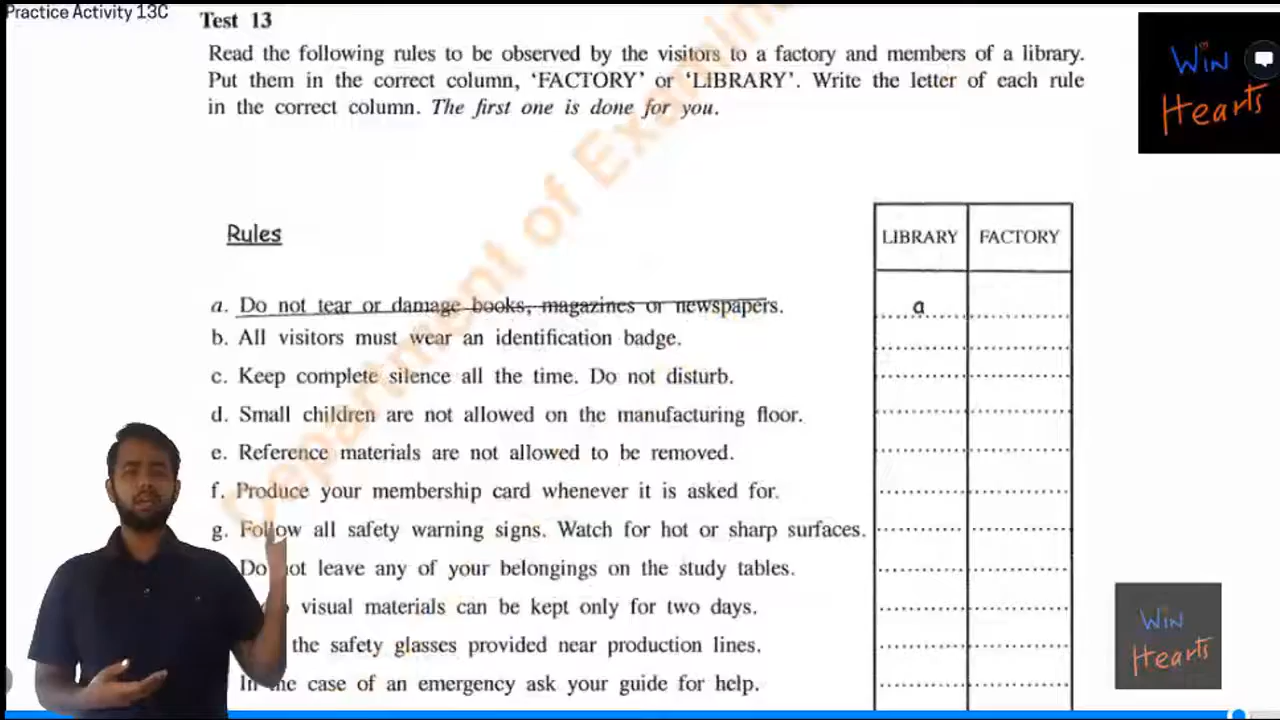 Practice Activity 13C
Test 13
Read the following rules to be observed by the visitors to a factory and members of a library.
Put them in the correct column, ‘FACTORY’ or ‘LIBRARY’. Write the letter of each rule
in the correct column. The first one is done for you.
Win
Hearts
Department of Examin
Rules
LIBRARY FACTORY
a. Do not tear or damage books, magazines or newspapers. a
b. All visitors must wear an identification badge.
c. Keep complete silence all the time. Do not disturb.
d. Small children are not allowed on the manufacturing floor.
e. Reference materials are not allowed to be removed.
f. Produce your membership card whenever it is asked for.
g. Follow all safety warning signs. Watch for hot or sharp surfaces.
Do not leave any of your belongings on the study tables.
visual materials can be kept only for two days.
the safety glasses provided near production lines.
In the case of an emergency ask your guide for help.
Win
Hearts